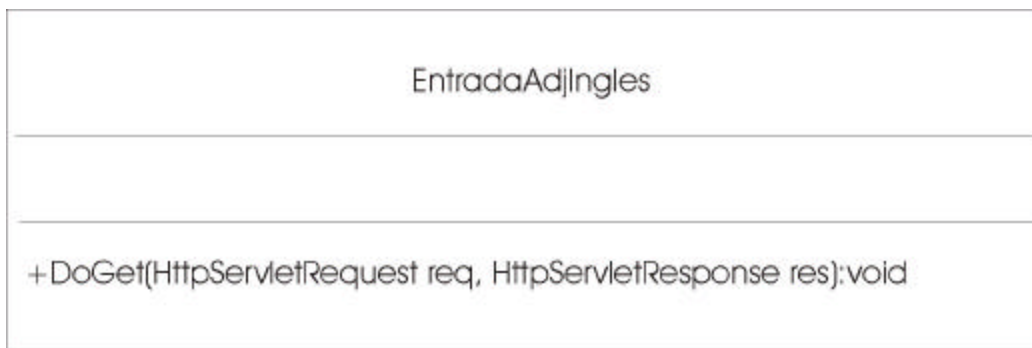 EntradaAdjIngles
+DoGet(HttpServletRequest req, HttpServletResponse res):void